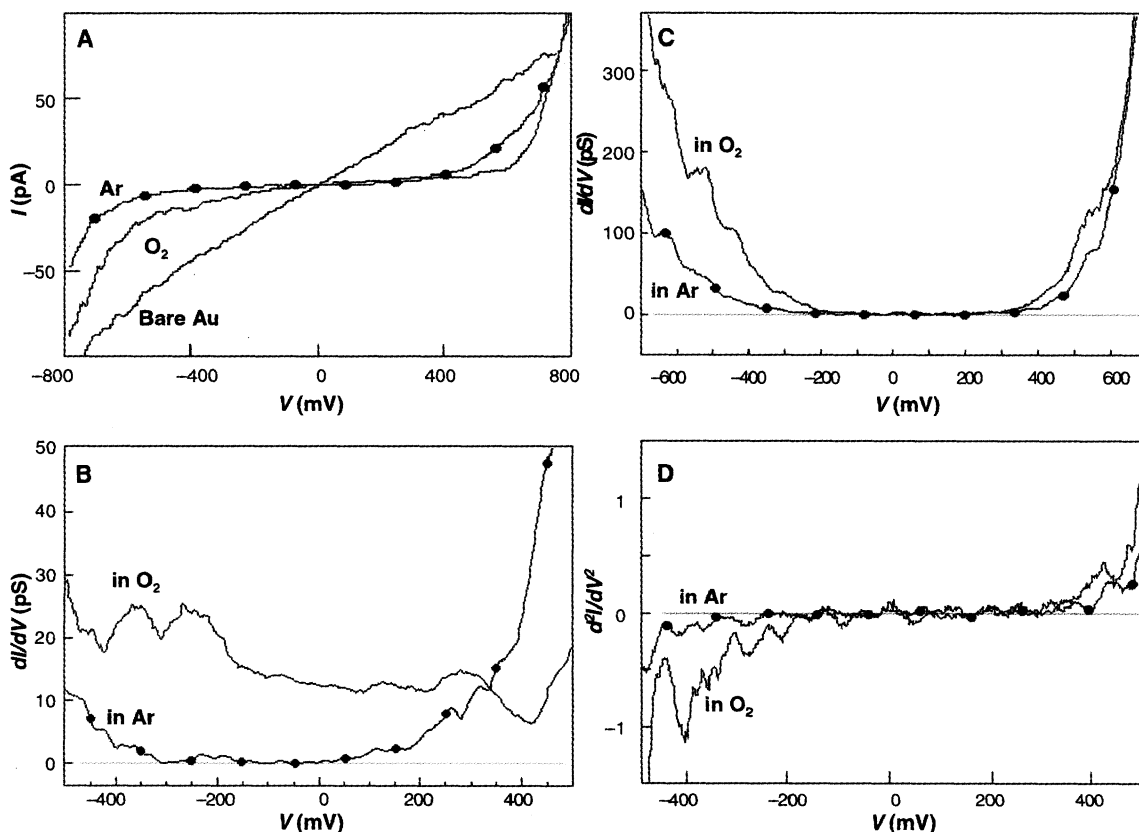 A
50
0
−50
I (pA)
Ar
O2
Bare Au
−800
−400
0
400
800
V (mV)
C
300
200
100
0
dI/dV (pS)
in O2
in Ar
−600
−400
−200
0
200
400
600
V (mV)
B
50
40
30
20
10
0
dI/dV (pS)
in O2
in Ar
−400
−200
0
200
400
V (mV)
D
1
0
−1
d²I/dV²
in Ar
in O2
−400
−200
0
200
400
V (mV)